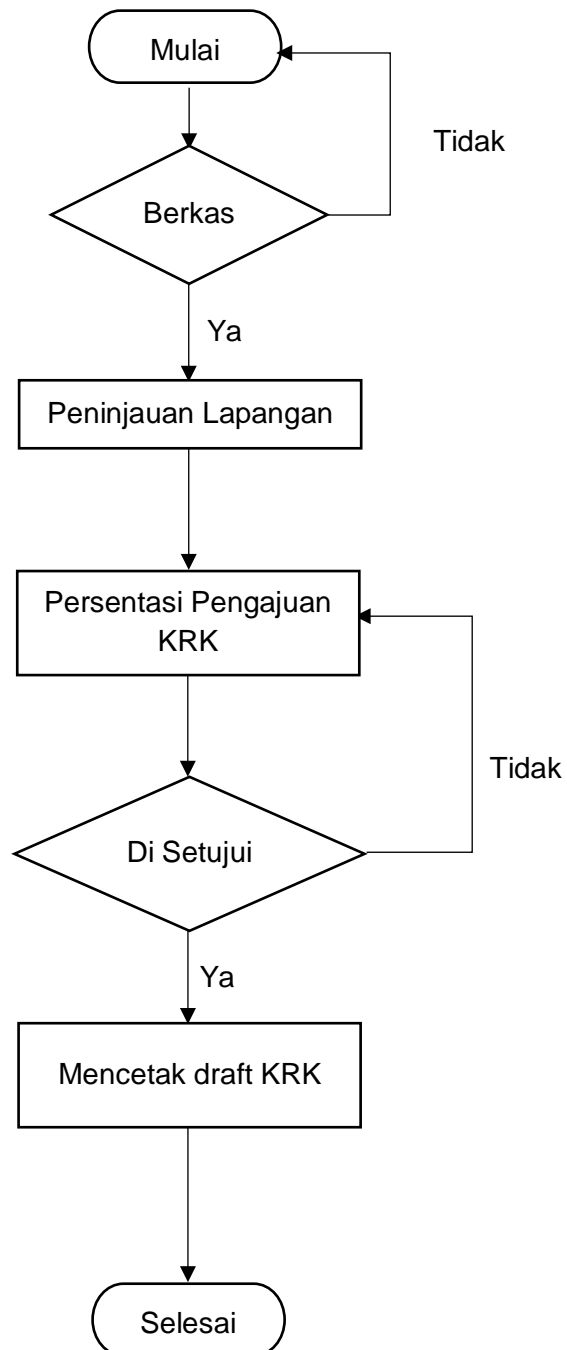 Mulai
Tidak
Berkas
Ya
Peninjauan Lapangan
Persentasi Pengajuan
KRK
Tidak
Di Setujui
Ya
Mencetak draft KRK
Selesai